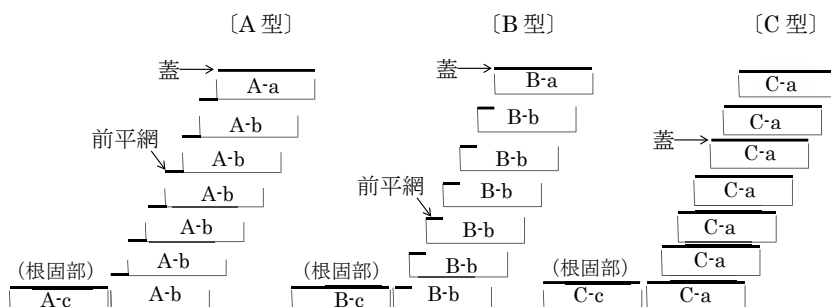 〔A 型〕
〔B 型〕
〔C 型〕
蓋
A-a
A-b
A-b
前平網
A-b
A-b
A-b
(根固部)
A-c
A-b
蓋
B-a
B-b
B-b
B-b
前平網
B-b
B-b
(根固部)
B-c
B-b
C-a
C-a
蓋
C-a
C-a
C-a
C-a
(根固部)
C-c
C-a